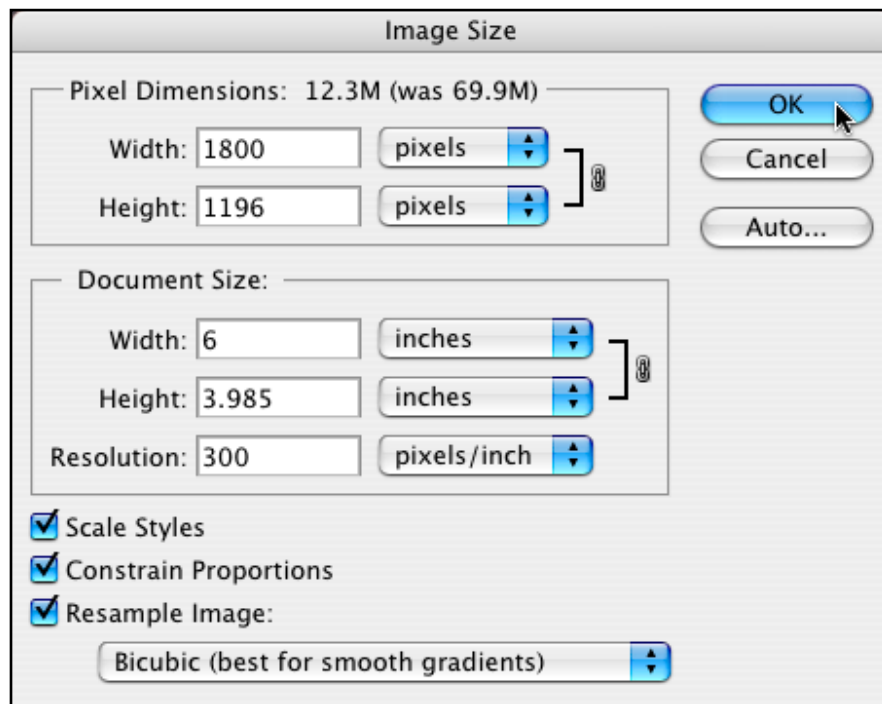 Image Size
Pixel Dimensions: 12.3M (was 69.9M)
Width: 1800 pixels
Height: 1196 pixels
OK
Cancel
Auto...
Document Size:
Width: 6 inches
Height: 3.985 inches
Resolution: 300 pixels/inch
Scale Styles
Constrain Proportions
Resample Image:
Bicubic (best for smooth gradients)